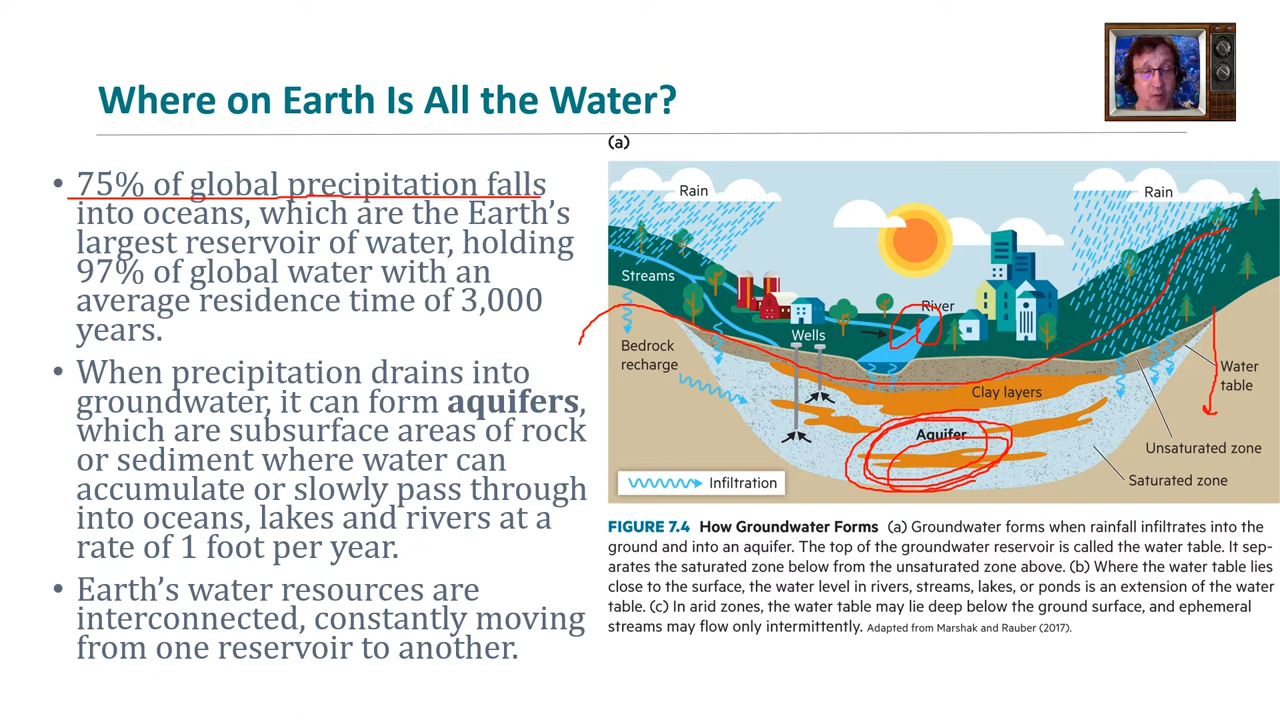 Where on Earth Is All the Water?
• 75% of global precipitation falls
into oceans, which are the Earth's
largest reservoir of water, holding
97% of global water with an
average residence time of 3,000
years.
• When precipitation drains into
groundwater, it can form aquifers,
which are subsurface areas of rock
or sediment where water can
accumulate or slowly pass through
into oceans, lakes and rivers at a
rate of 1 foot per year.
• Earth's water resources are
interconnected, constantly moving
from one reservoir to another.
(a)
Rain
Rain
Streams
River
Wells
Bedrock
recharge
Water
table
Clay layers
Aquifer
Unsaturated zone
Saturated zone
Infiltration
FIGURE 7.4 How Groundwater Forms (a) Groundwater forms when rainfall infiltrates into the
ground and into an aquifer. The top of the groundwater reservoir is called the water table. It sep-
arates the saturated zone below from the unsaturated zone above. (b) Where the water table lies
close to the surface, the water level in rivers, streams, lakes, or ponds is an extension of the water
table. (c) In arid zones, the water table may lie deep below the ground surface, and ephemeral
streams may flow only intermittently. Adapted from Marshak and Rauber (2017).